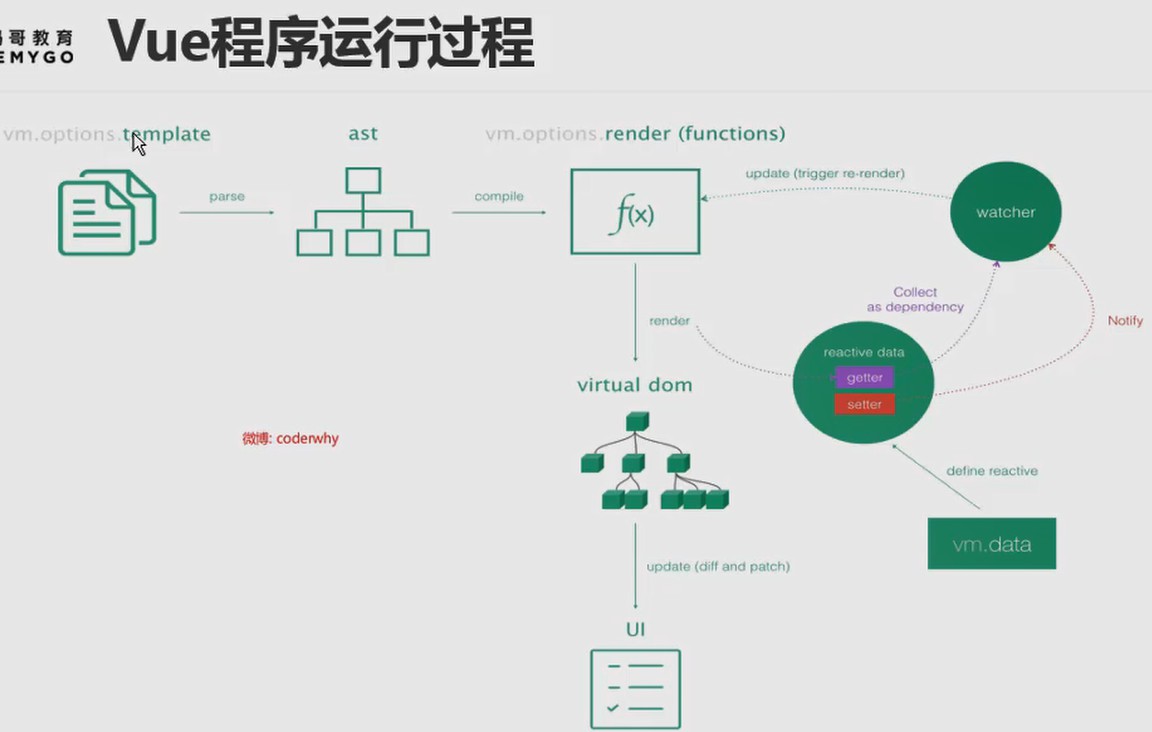 哥教育
EMYGO
Vue程序运行过程
vm.options.template
ast
vm.options.render (functions)
parse
compile
f(x)
update (trigger re-render)
watcher
Collect
as dependency
render
Notify
reactive data
getter
setter
virtual dom
微博: coderwhy
define reactive
vm.data
update (diff and patch)
UI